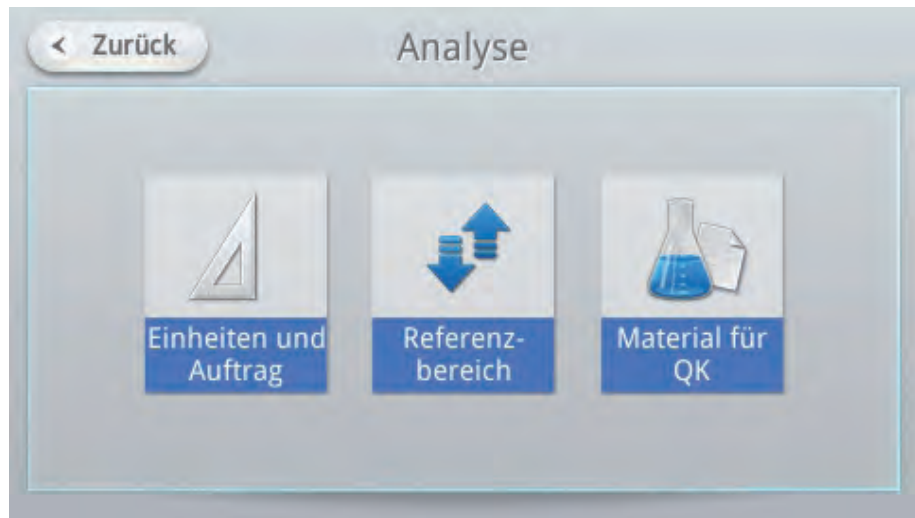 Zurück
Analyse
Einheiten und
Auftrag
Referenz-
bereich
Material für
QK